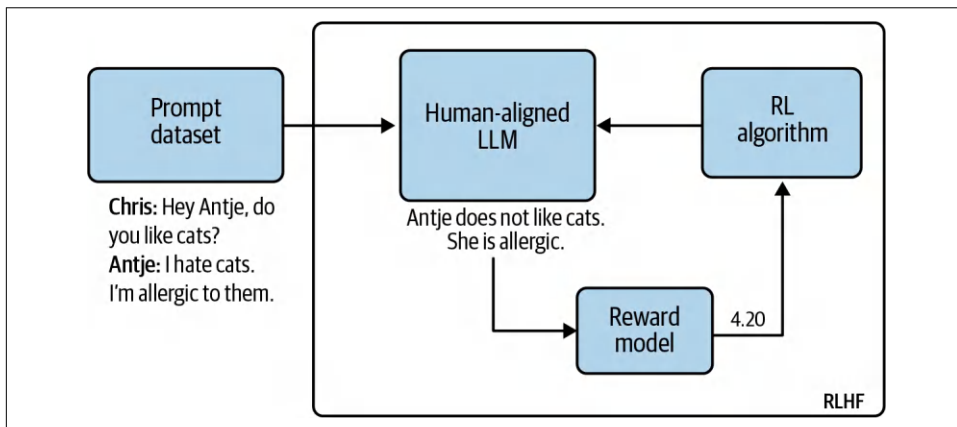 Prompt
dataset
Chris: Hey Antje, do
you like cats?
Antje: I hate cats.
I'm allergic to them.
Human-aligned
LLM
Antje does not like cats.
She is allergic.
RL
algorithm
Reward
model
4.20
RLHF